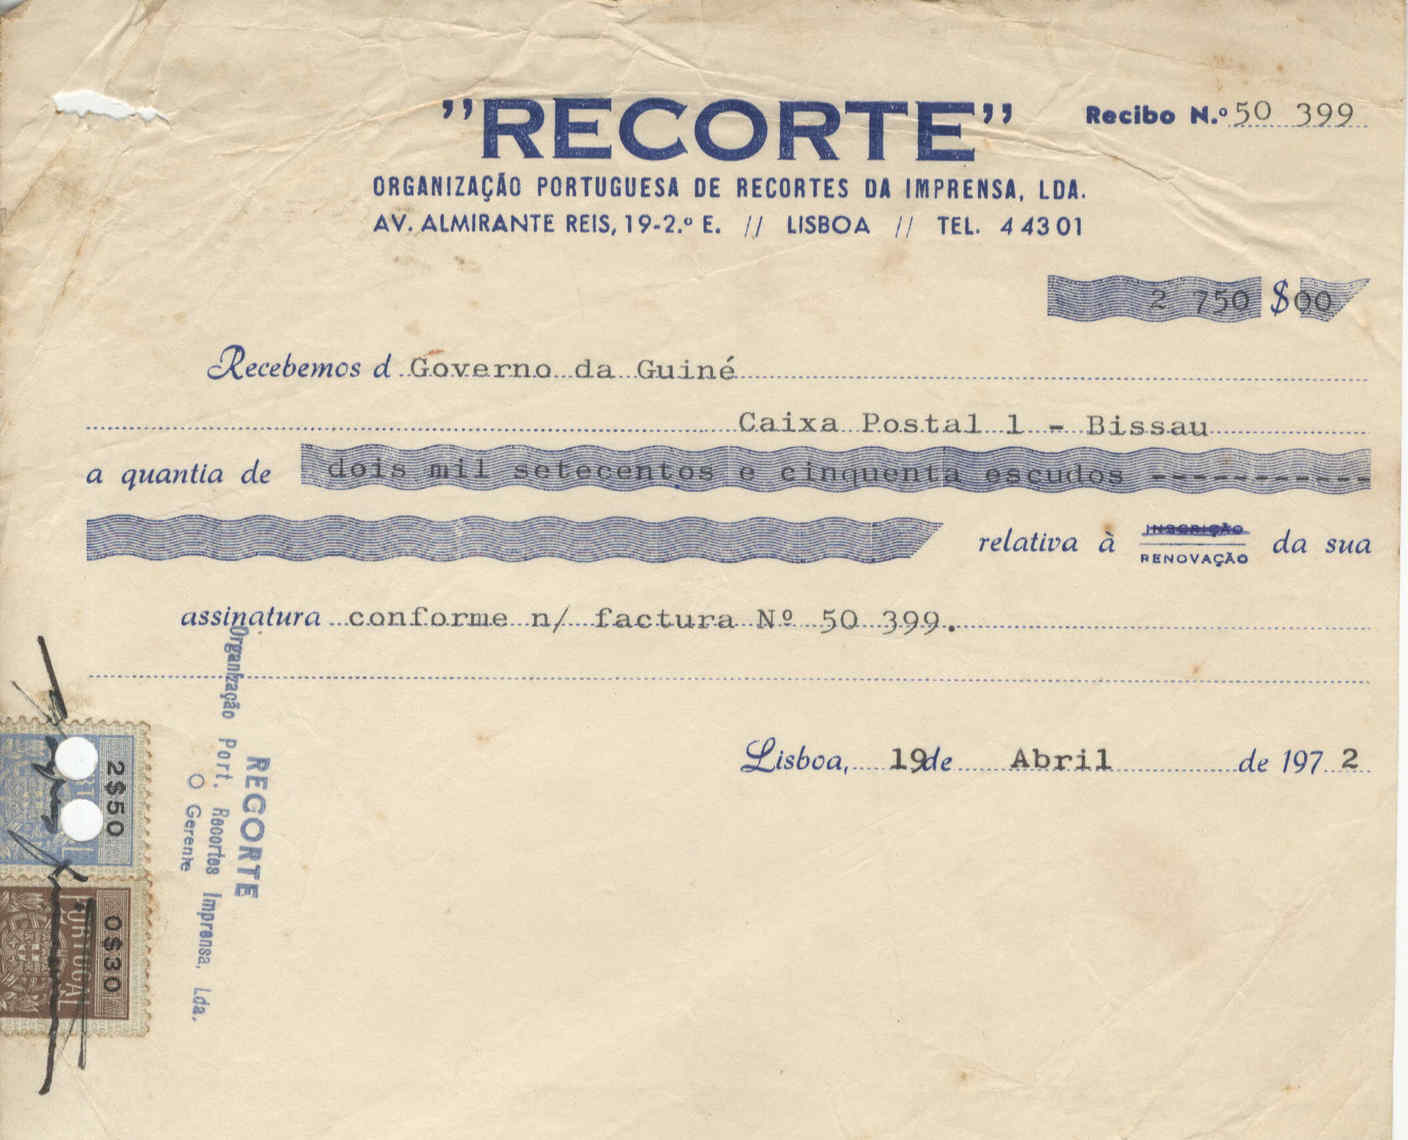 "RECORTE"
Recibo N.º 50 399
ORGANIZAÇÃO PORTUGUESA DE RECORTES DA IMPRENSA, LDA.
AV. ALMIRANTE REIS, 19-2.º E. // LISBOA // TEL. 44301
2 750 $00
Recebemos d Governo da Guiné
Caixa Postal 1 - Bissau
a quantia de dois mil setecentos e cinquenta escudos -----------
relativa à INSCRIÇÃO RENOVAÇÃO da sua
assinatura conforme n/ factura Nº 50 399.
Lisboa, 19 de Abril de 1972
RECORTE
Organização Port. Recortes Imprensa, Lda.
O Gerente
2$50
0$30
PORTUGAL